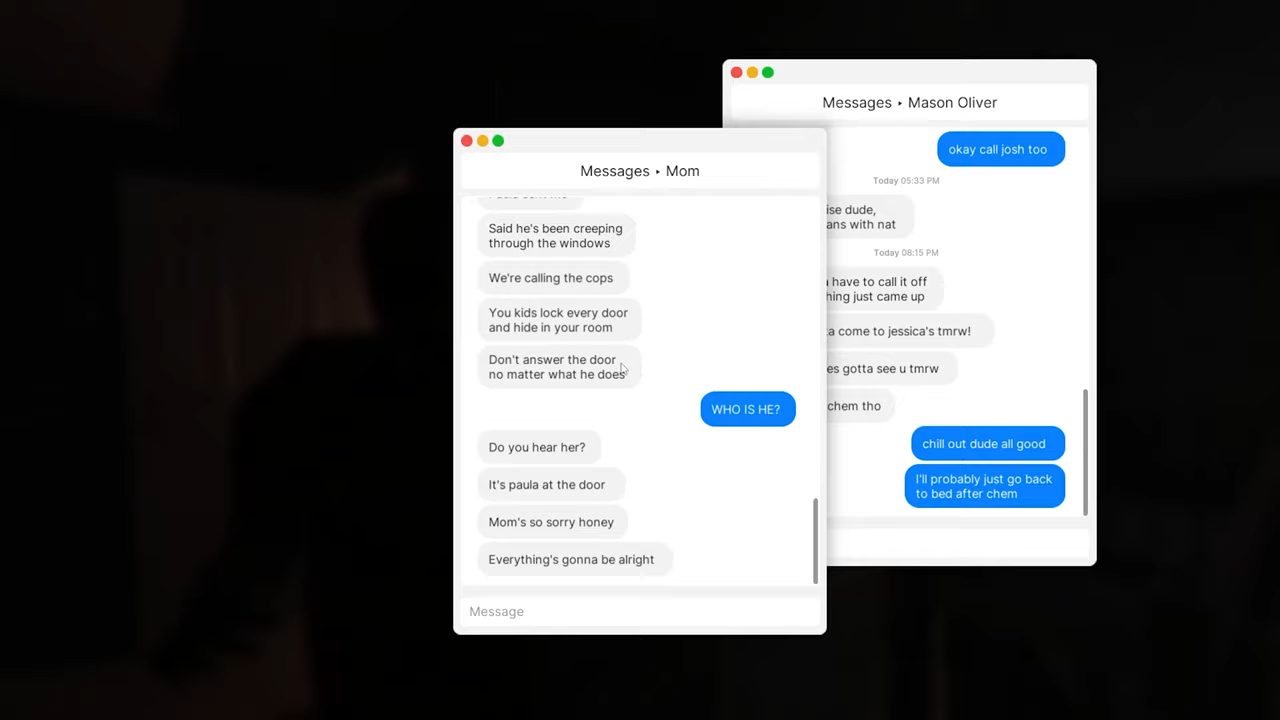 Messages ‣ Mason Oliver
okay call josh too
Today 05:33 PM
dude,
with nat
Today 08:15 PM
have to call it off
just came up
come to jessica's tmrw!
gotta see u tmrw
chem tho
chill out dude all good
I'll probably just go back
to bed after chem
Messages ‣ Mom
Said he's been creeping
through the windows
We're calling the cops
You kids lock every door
and hide in your room
Don't answer the door
no matter what he does
WHO IS HE?
Do you hear her?
It's paula at the door
Mom's so sorry honey
Everything's gonna be alright
Message